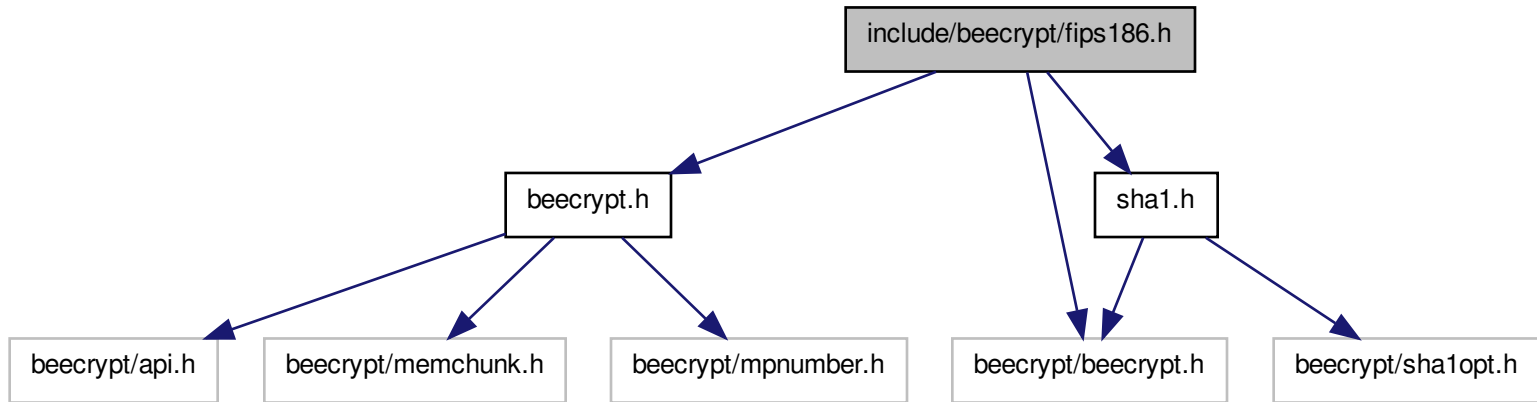 include/beecrypt/fips186.h
beecrypt.h
sha1.h
beecrypt/api.h
beecrypt/memchunk.h
beecrypt/mpnumber.h
beecrypt/beecrypt.h
beecrypt/sha1opt.h